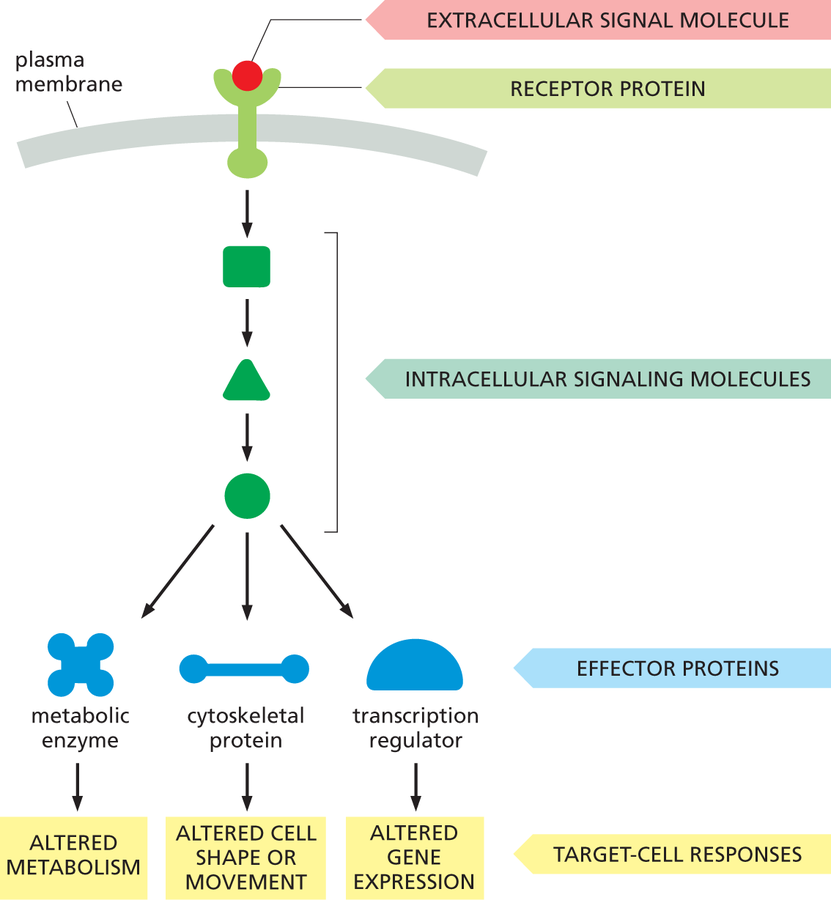 EXTRACELLULAR SIGNAL MOLECULE
plasma
membrane
RECEPTOR PROTEIN
INTRACELLULAR SIGNALING MOLECULES
EFFECTOR PROTEINS
metabolic
enzyme
cytoskeletal
protein
transcription
regulator
ALTERED
METABOLISM
ALTERED CELL
SHAPE OR
MOVEMENT
ALTERED
GENE
EXPRESSION
TARGET-CELL RESPONSES